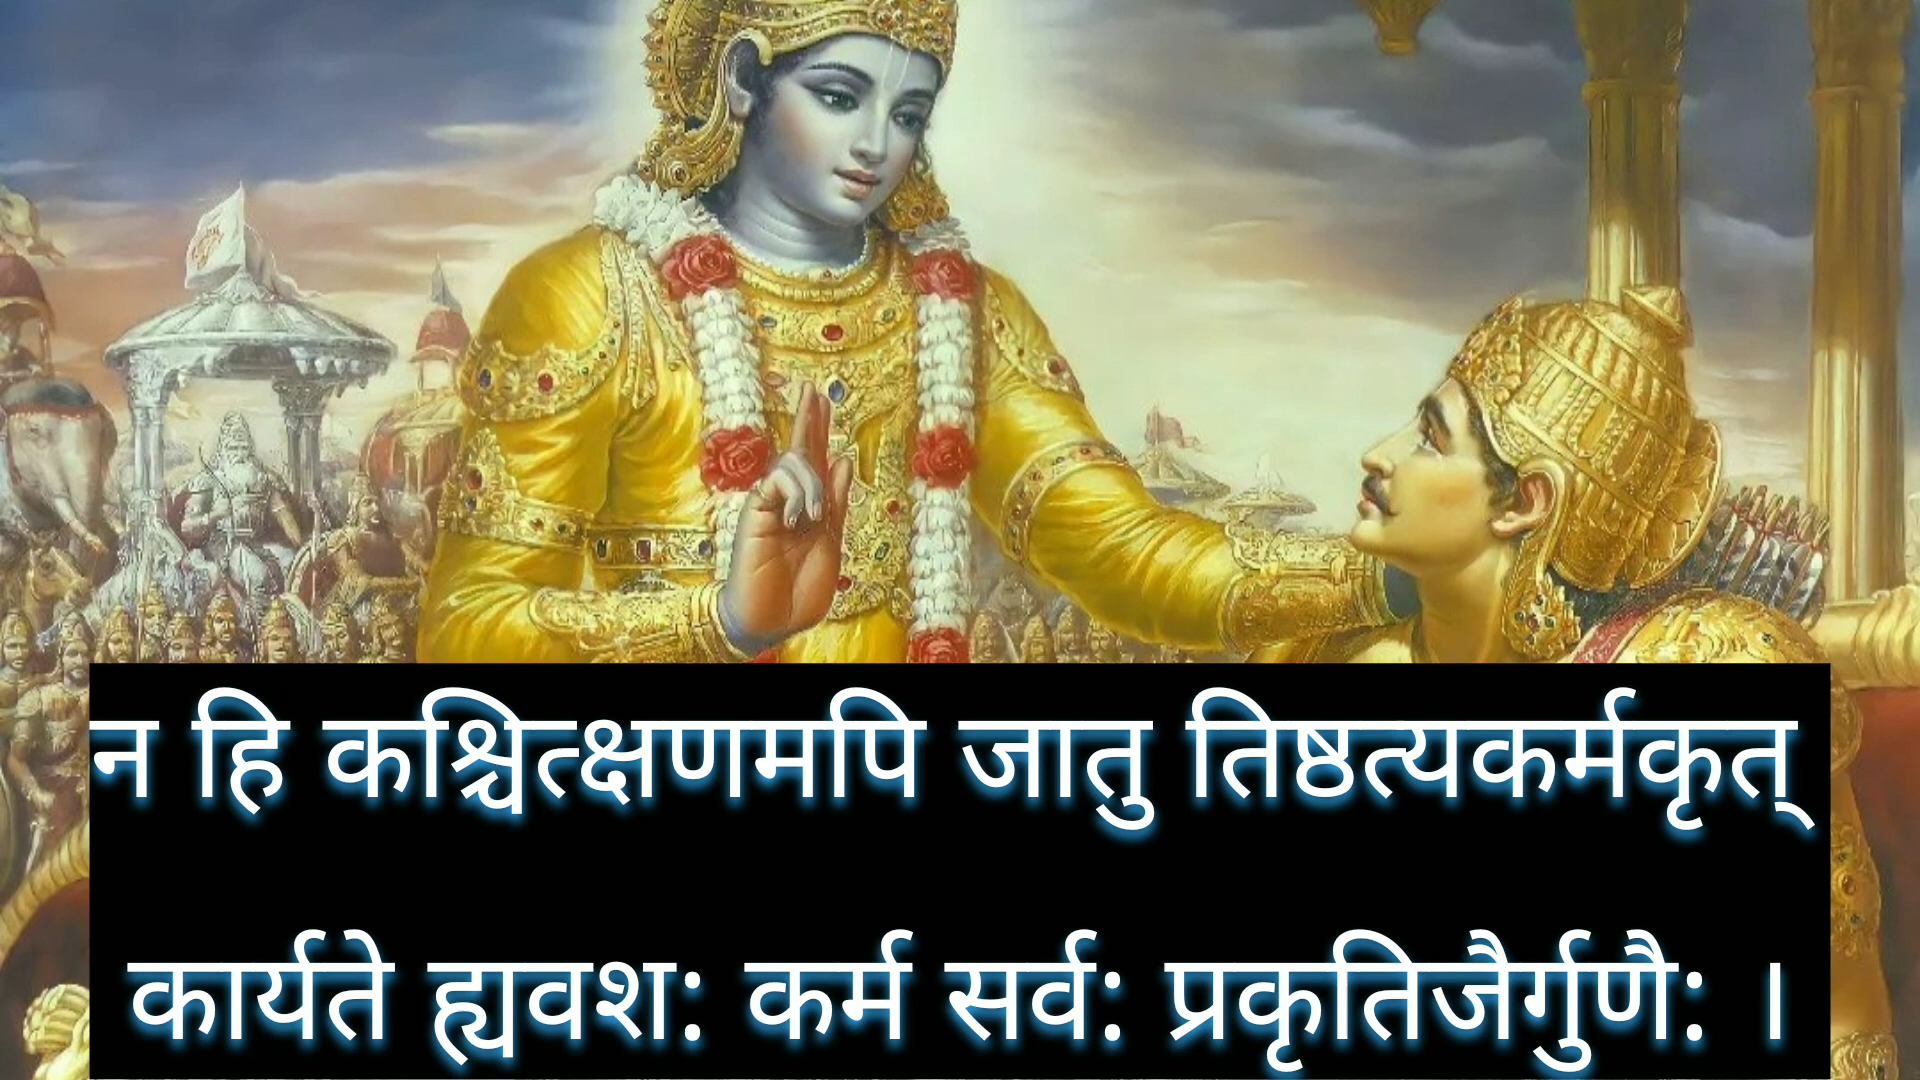 न हि कश्चित्क्षणमपि जातु तिष्ठत्यकर्मकृत्
कार्यते ह्यवश: कर्म सर्व: प्रकृतिजैर्गुणै: ।